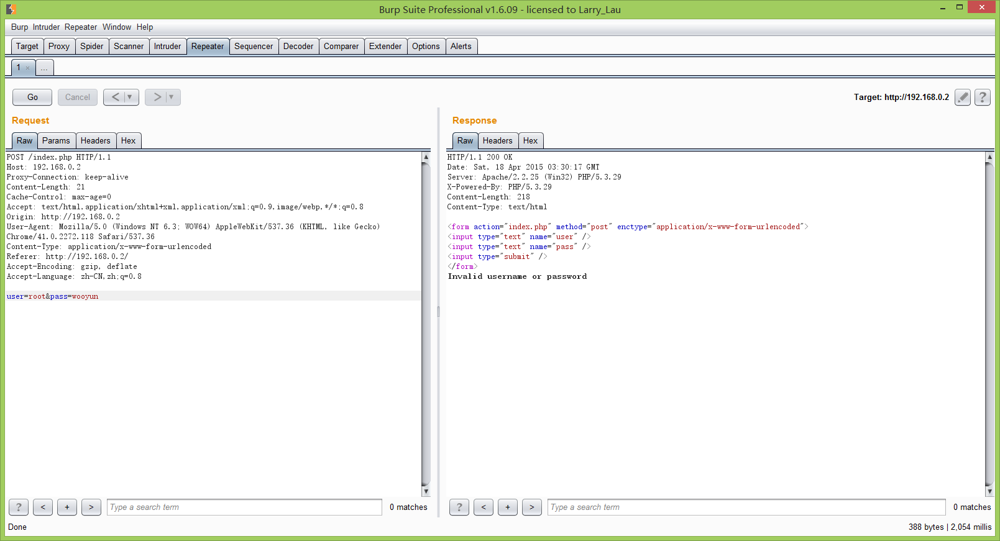 Burp Suite Professional v1.6.09 - licensed to Larry_Lau
Burp Intruder Repeater Window Help
Target Proxy Spider Scanner Intruder Repeater Sequencer Decoder Comparer Extender Options Alerts
1 × ...
Go Cancel < ▼ > ▼ Target: http://192.168.0.2 ?
Request
Raw Params Headers Hex
POST /index.php HTTP/1.1
Host: 192.168.0.2
Proxy-Connection: keep-alive
Content-Length: 21
Cache-Control: max-age=0
Accept: text/html,application/xhtml+xml,application/xml;q=0.9,image/webp,*/*;q=0.8
Origin: http://192.168.0.2
User-Agent: Mozilla/5.0 (Windows NT 6.3; WOW64) AppleWebKit/537.36 (KHTML, like Gecko)
Chrome/41.0.2272.118 Safari/537.36
Content-Type: application/x-www-form-urlencoded
Referer: http://192.168.0.2/
Accept-Encoding: gzip, deflate
Accept-Language: zh-CN,zh;q=0.8
user=root&pass=wooyun
? < + > Type a search term 0 matches
Response
Raw Headers Hex
HTTP/1.1 200 OK
Date: Sat, 18 Apr 2015 03:30:17 GMT
Server: Apache/2.2.25 (Win32) PHP/5.3.29
X-Powered-By: PHP/5.3.29
Content-Length: 218
Content-Type: text/html
<form action="index.php" method="post" enctype="application/x-www-form-urlencoded">
<input type="text" name="user" />
<input type="text" name="pass" />
<input type="submit" />
</form>
Invalid username or password
? < + > Type a search term 0 matches
Done 388 bytes | 2,054 millis